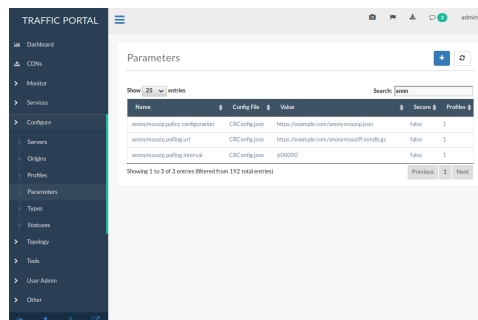 TRAFFIC PORTAL
3
admin
Dashboard
CDNs
Monitor
Services
Configure
Servers
Origins
Profiles
Parameters
Types
Statuses
Topology
Tools
User Admin
Other
Parameters
+
Show 25 entries
Search: anon
Name Config File Value Secure Profiles
anonymousip.policy.configuration CRConfig.json https://example.com/anonymousip.json false 1
anonymousip.polling.url CRConfig.json https://example.com/anonymousIP.mmdb.gz false 1
anonymousip.polling.interval CRConfig.json 600000 false 1
Showing 1 to 3 of 3 entries (filtered from 192 total entries)
Previous 1 Next